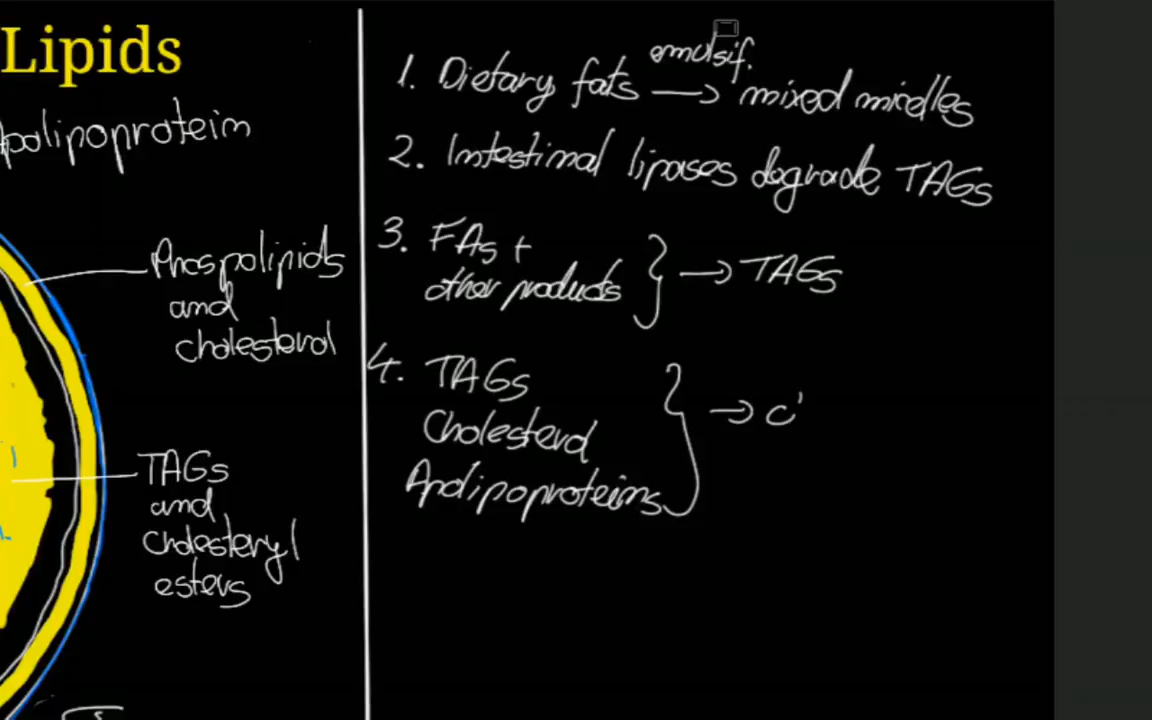 Lipids
Apolipoprotein
Phospolipids
and
cholesterol
TAGs
and
cholesteryl
esters
emulsif.
1. Dietary fats → mixed micelles
2. Intestinal lipases degrade TAGs
3. FAs +
other products } → TAGs
4. TAGs
Cholesterol
Apolipoproteins } → c